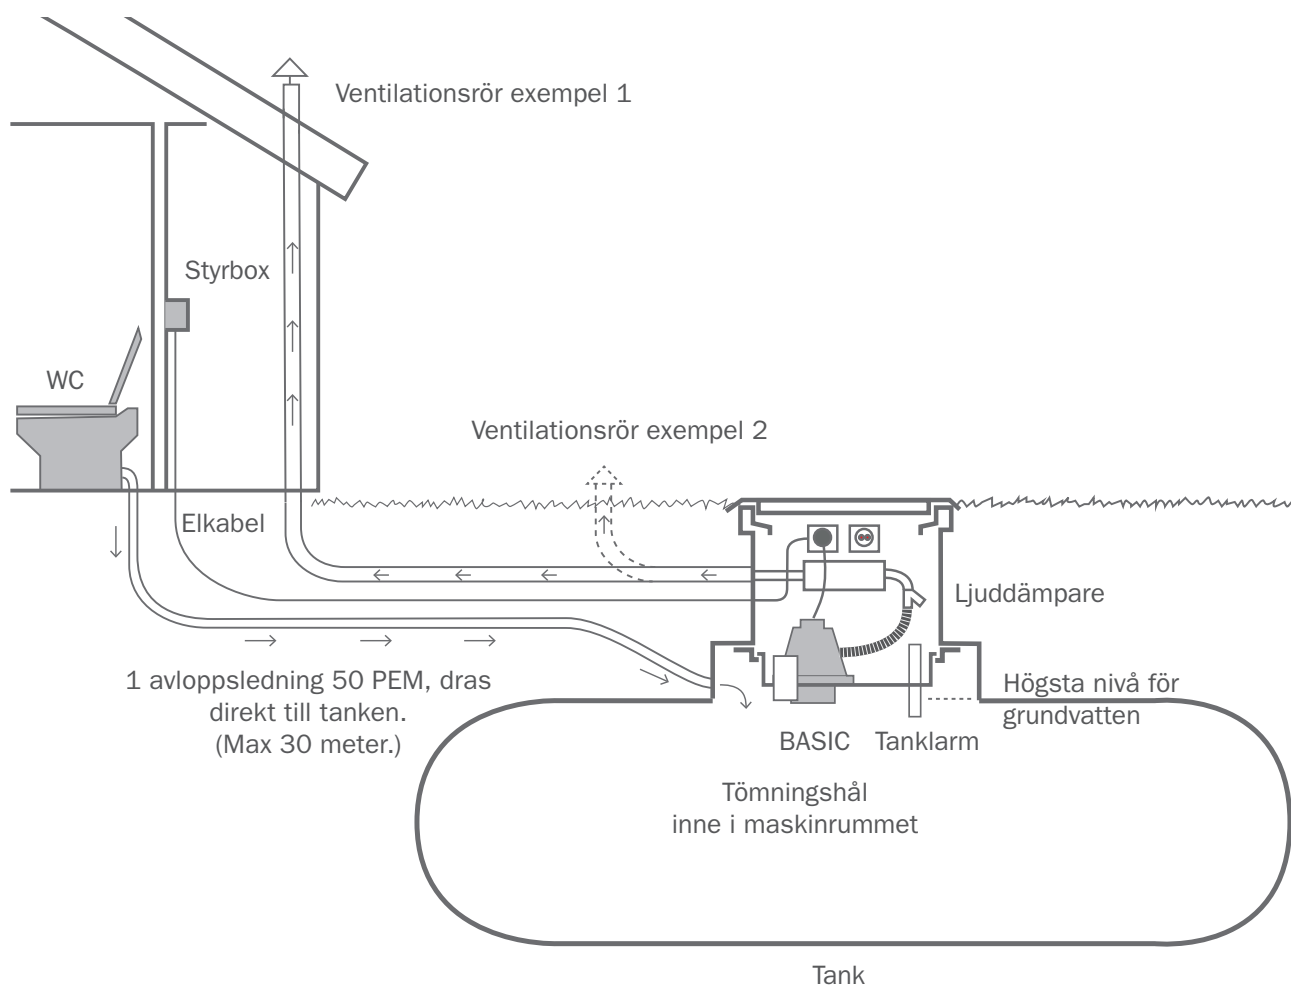 Ventilationsrör exempel 1
Styrbox
WC
Ventilationsrör exempel 2
Elkabel
Ljuddämpare
1 avloppsledning 50 PEM, dras
direkt till tanken.
(Max 30 meter.)
Högsta nivå för
grundvatten
BASIC
Tanklarm
Tömningshål
inne i maskinrummet
Tank